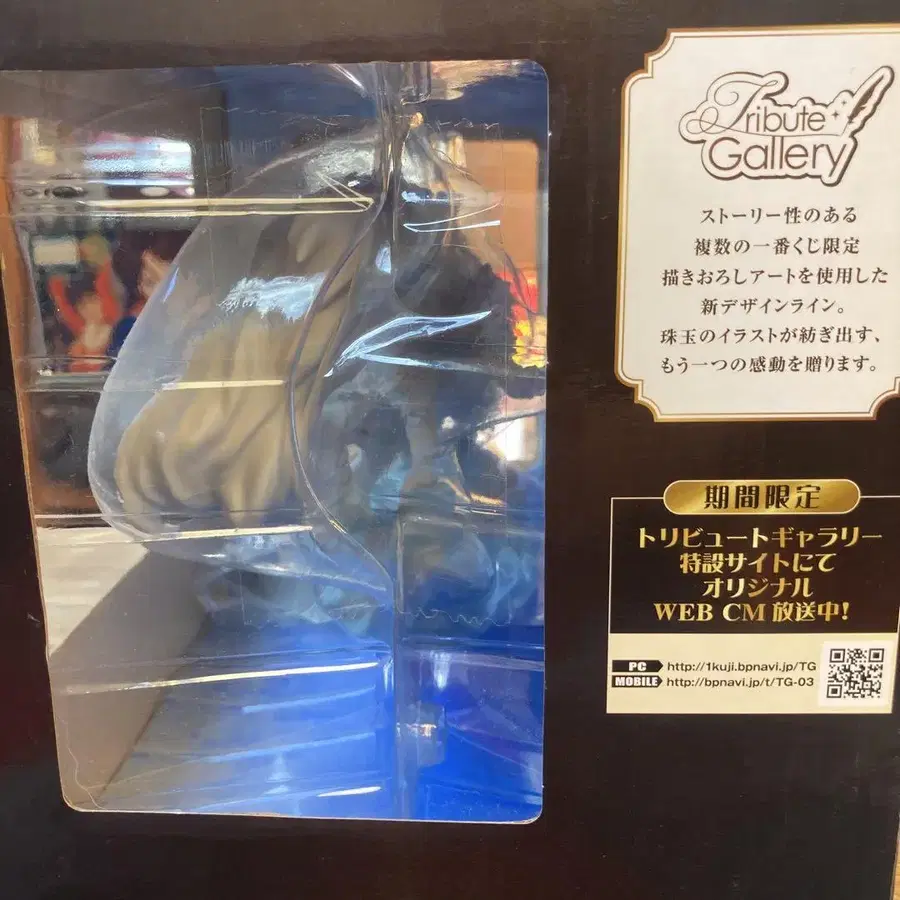 Tribute
Gallery
ストーリー性のある
複数の一番くじ限定
描きおろしアートを使用した
新デザインライン。
珠玉のイラストが紡ぎ出す、
もう一つの感動を贈ります。
期間限定
トリビュートギャラリー
特設サイトにて
オリジナル
WEB CM 放送中!
PC http://1kuji.bpnavi.jp/TG
MOBILE http://bpnavi.jp/t/TG-03